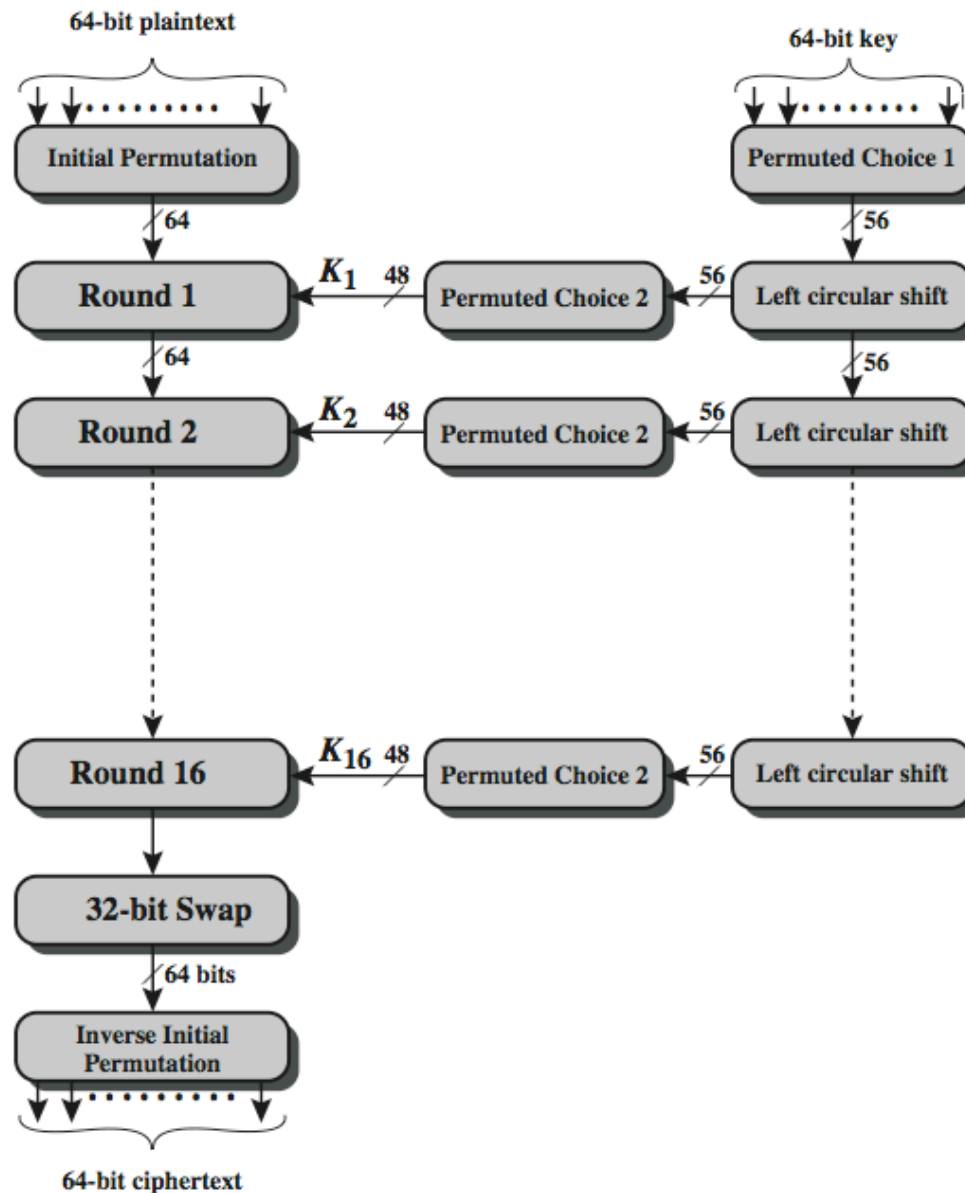 64-bit plaintext
64-bit key
Initial Permutation
Permuted Choice 1
64
56
Round 1
K1
48
Permuted Choice 2
56
Left circular shift
64
56
Round 2
K2
48
Permuted Choice 2
56
Left circular shift
Round 16
K16
48
Permuted Choice 2
56
Left circular shift
32-bit Swap
64 bits
Inverse Initial
Permutation
64-bit ciphertext